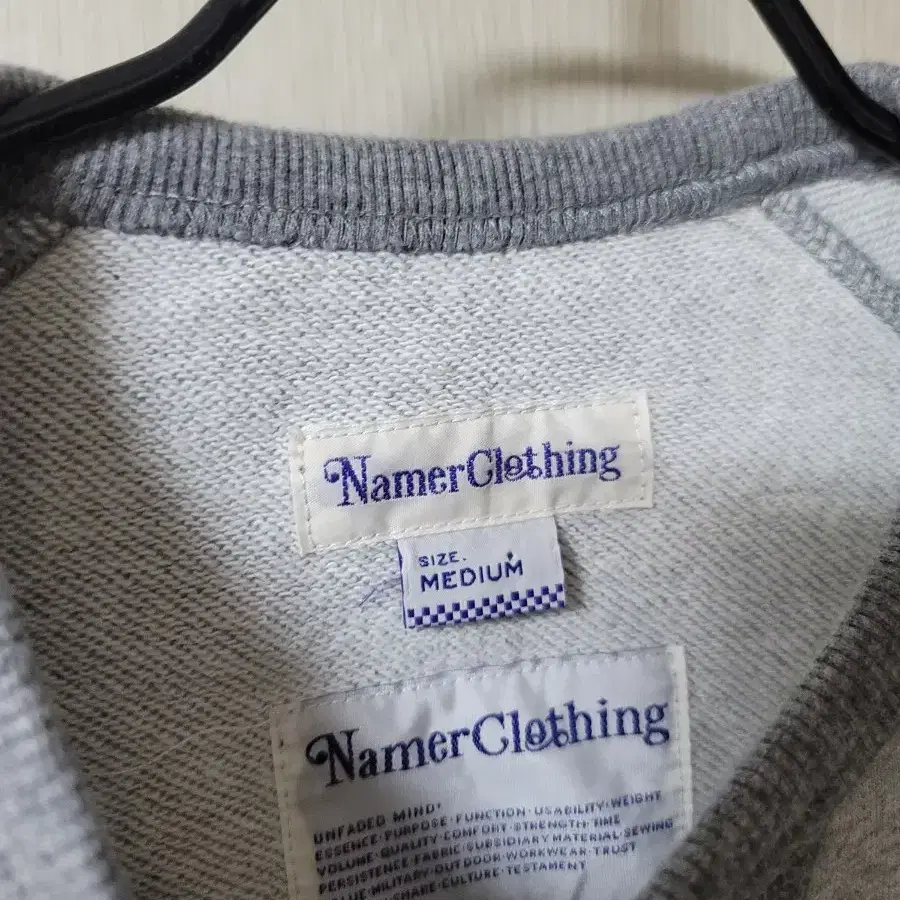 NamerClothing
SIZE.
MEDIUM
NamerClothing
UNFADED MIND·
ESSENCE·PURPOSE·FUNCTION·USABILITY·WEIGHT
VOLUME·QUALITY·COMFORT·STRENGTH·TIME
PERSISTENCE·FABRIC·SUBSIDIARY MATERIAL·SEWING
MILITARY·OUTDOOR·WORKWEAR·TRUST
SHARE·CULTURE·TESTAMENT